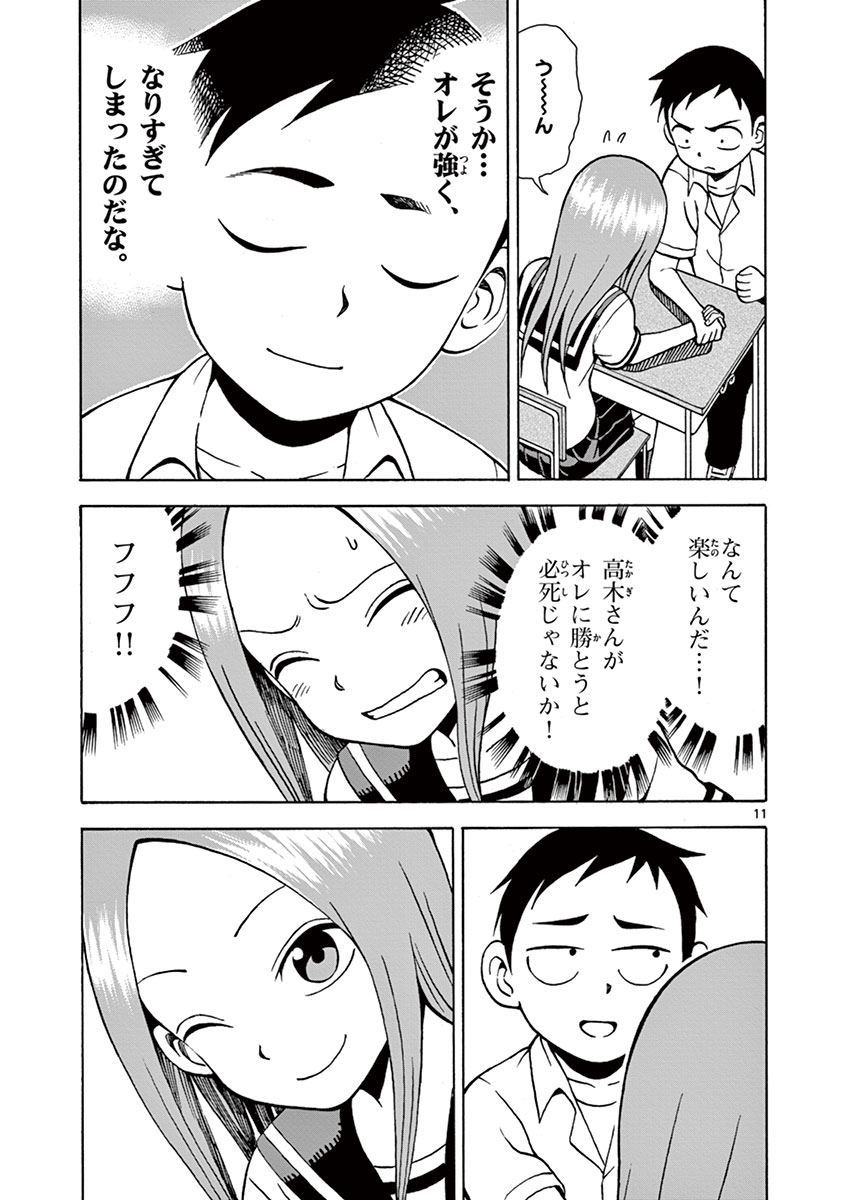 う~~~ん
そうか…
オレが強く、
なりすぎて
しまったのだな。
なんて
楽しいんだ…!
高木さんが
オレに勝とうと
必死じゃないか!
フフフ!!
11